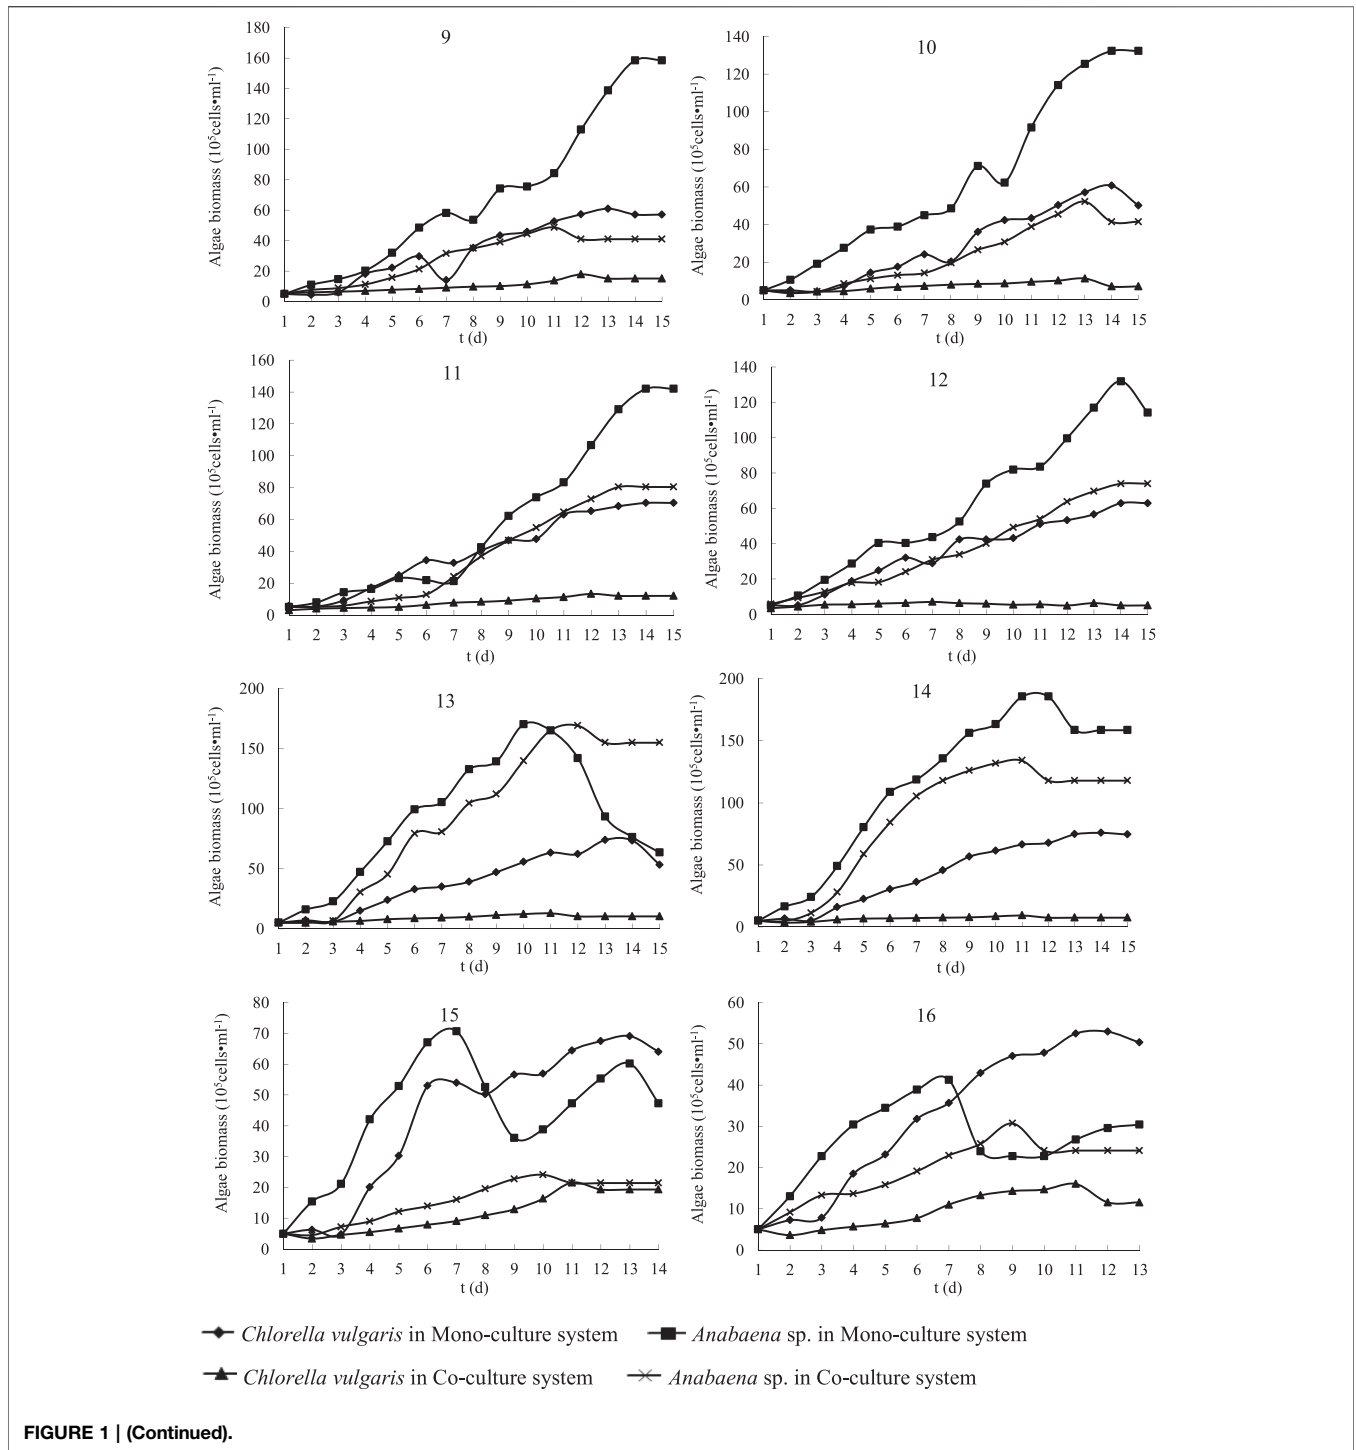 9
Algae biomass (10⁵cells•ml⁻¹)
180
160
140
120
100
80
60
40
20
0
1 2 3 4 5 6 7 8 9 10 11 12 13 14 15
t (d)
10
Algae biomass (10⁵cells•ml⁻¹)
140
120
100
80
60
40
20
0
1 2 3 4 5 6 7 8 9 10 11 12 13 14 15
t (d)
11
Algae biomass (10⁵cells•ml⁻¹)
160
140
120
100
80
60
40
20
0
1 2 3 4 5 6 7 8 9 10 11 12 13 14 15
t (d)
12
Algae biomass (10⁵cells•ml⁻¹)
140
120
100
80
60
40
20
0
1 2 3 4 5 6 7 8 9 10 11 12 13 14 15
t (d)
13
Algae biomass (10⁵cells•ml⁻¹)
200
150
100
50
0
1 2 3 4 5 6 7 8 9 10 11 12 13 14 15
t (d)
14
Algae biomass (10⁵cells•ml⁻¹)
200
150
100
50
0
1 2 3 4 5 6 7 8 9 10 11 12 13 14 15
t (d)
15
Algae biomass (10⁵cells•ml⁻¹)
80
70
60
50
40
30
20
10
0
1 2 3 4 5 6 7 8 9 10 11 12 13 14
t (d)
16
Algae biomass (10⁵cells•ml⁻¹)
60
50
40
30
20
10
0
1 2 3 4 5 6 7 8 9 10 11 12 13
t (d)
Chlorella vulgaris in Mono-culture system
Anabaena sp. in Mono-culture system
Chlorella vulgaris in Co-culture system
Anabaena sp. in Co-culture system
FIGURE 1 | (Continued).